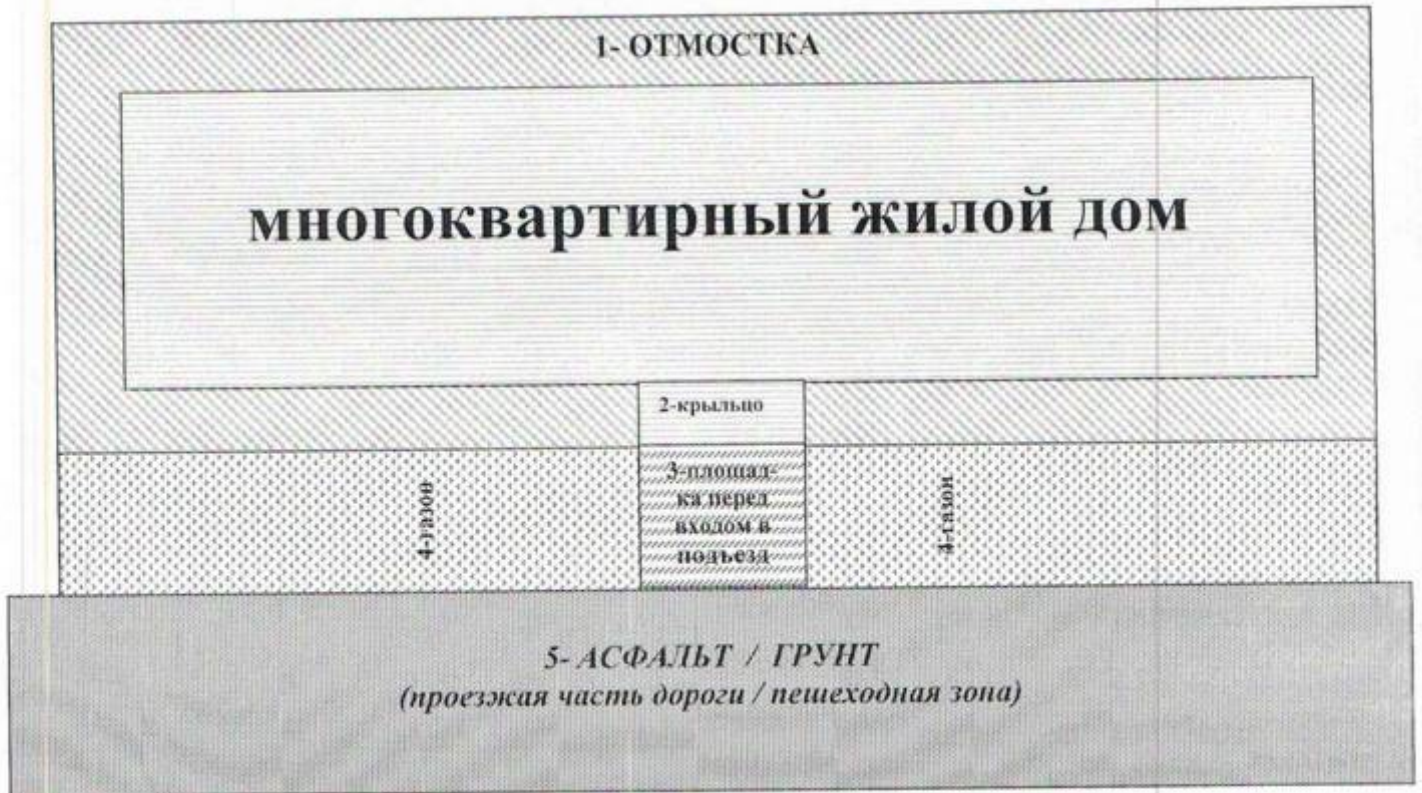 1- ОТМОСТКА
многоквартирный жилой дом
2-крыльцо
3-площад-
ка перед
входом в
подъезд
4-газон
4-газон
5- АСФАЛЬТ / ГРУНТ
(проезжая часть дороги / пешеходная зона)